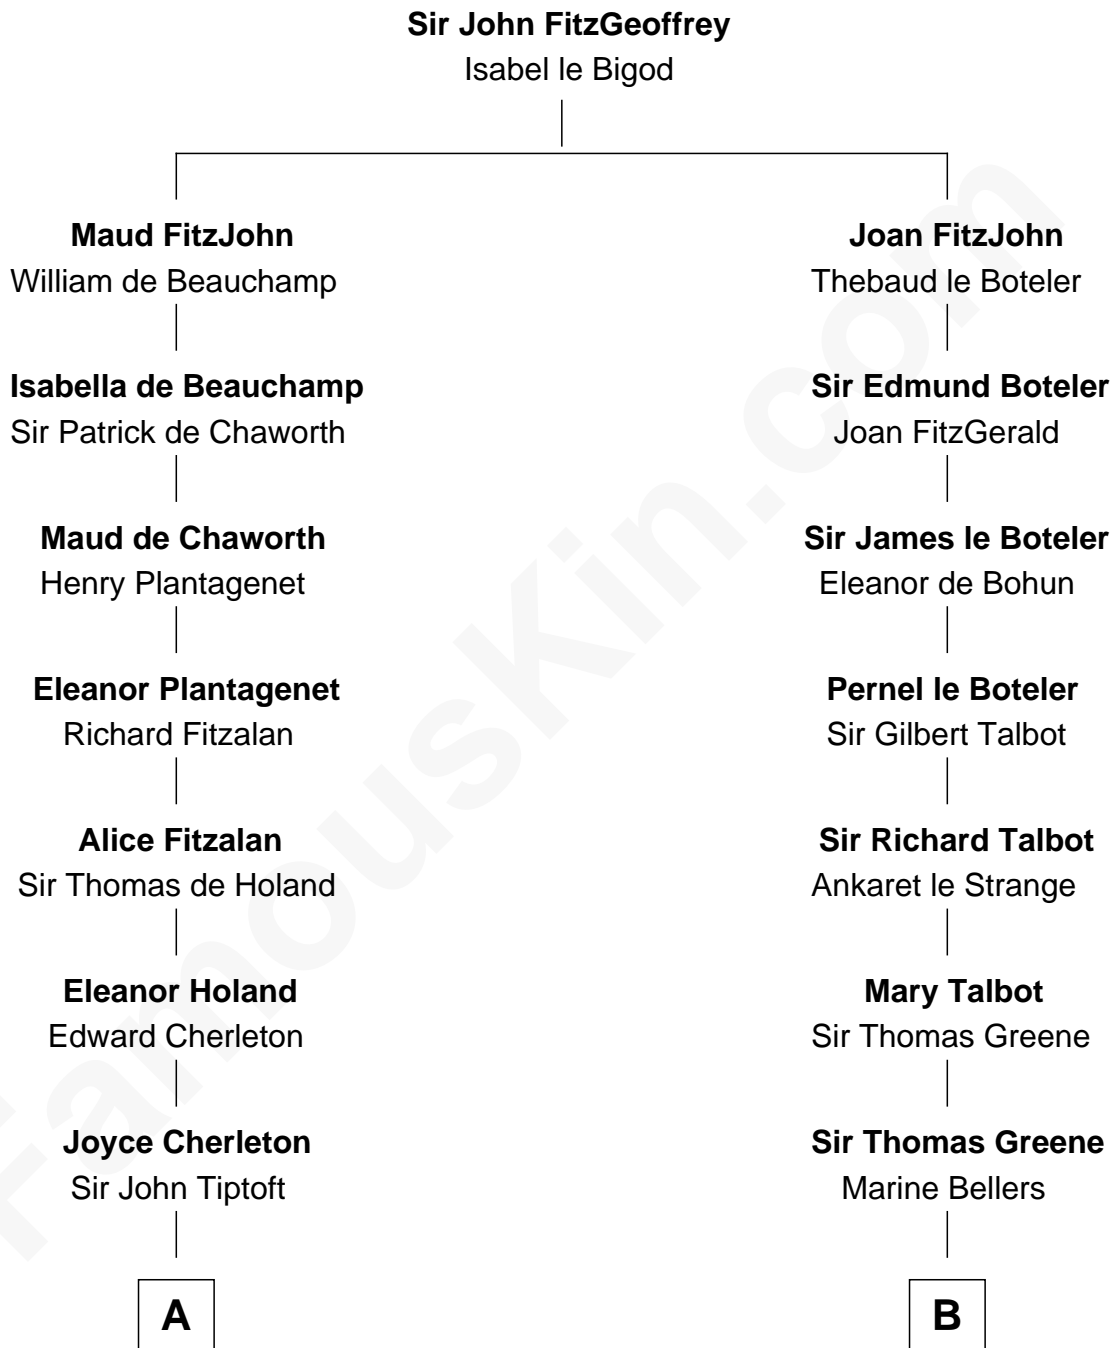 Sir John FitzGeoffrey
Isabel le Bigod
Maud FitzJohn
William de Beauchamp
Isabella de Beauchamp
Sir Patrick de Chaworth
Maud de Chaworth
Henry Plantagenet
Eleanor Plantagenet
Richard Fitzalan
Alice Fitzalan
Sir Thomas de Holand
Eleanor Holand
Edward Cherleton
Joyce Cherleton
Sir John Tiptoft
A
Joan FitzJohn
Thebaud le Boteler
Sir Edmund Boteler
Joan FitzGerald
Sir James le Boteler
Eleanor de Bohun
Pernel le Boteler
Sir Gilbert Talbot
Sir Richard Talbot
Ankaret le Strange
Mary Talbot
Sir Thomas Greene
Sir Thomas Greene
Marine Bellers
B
FamousKin.com